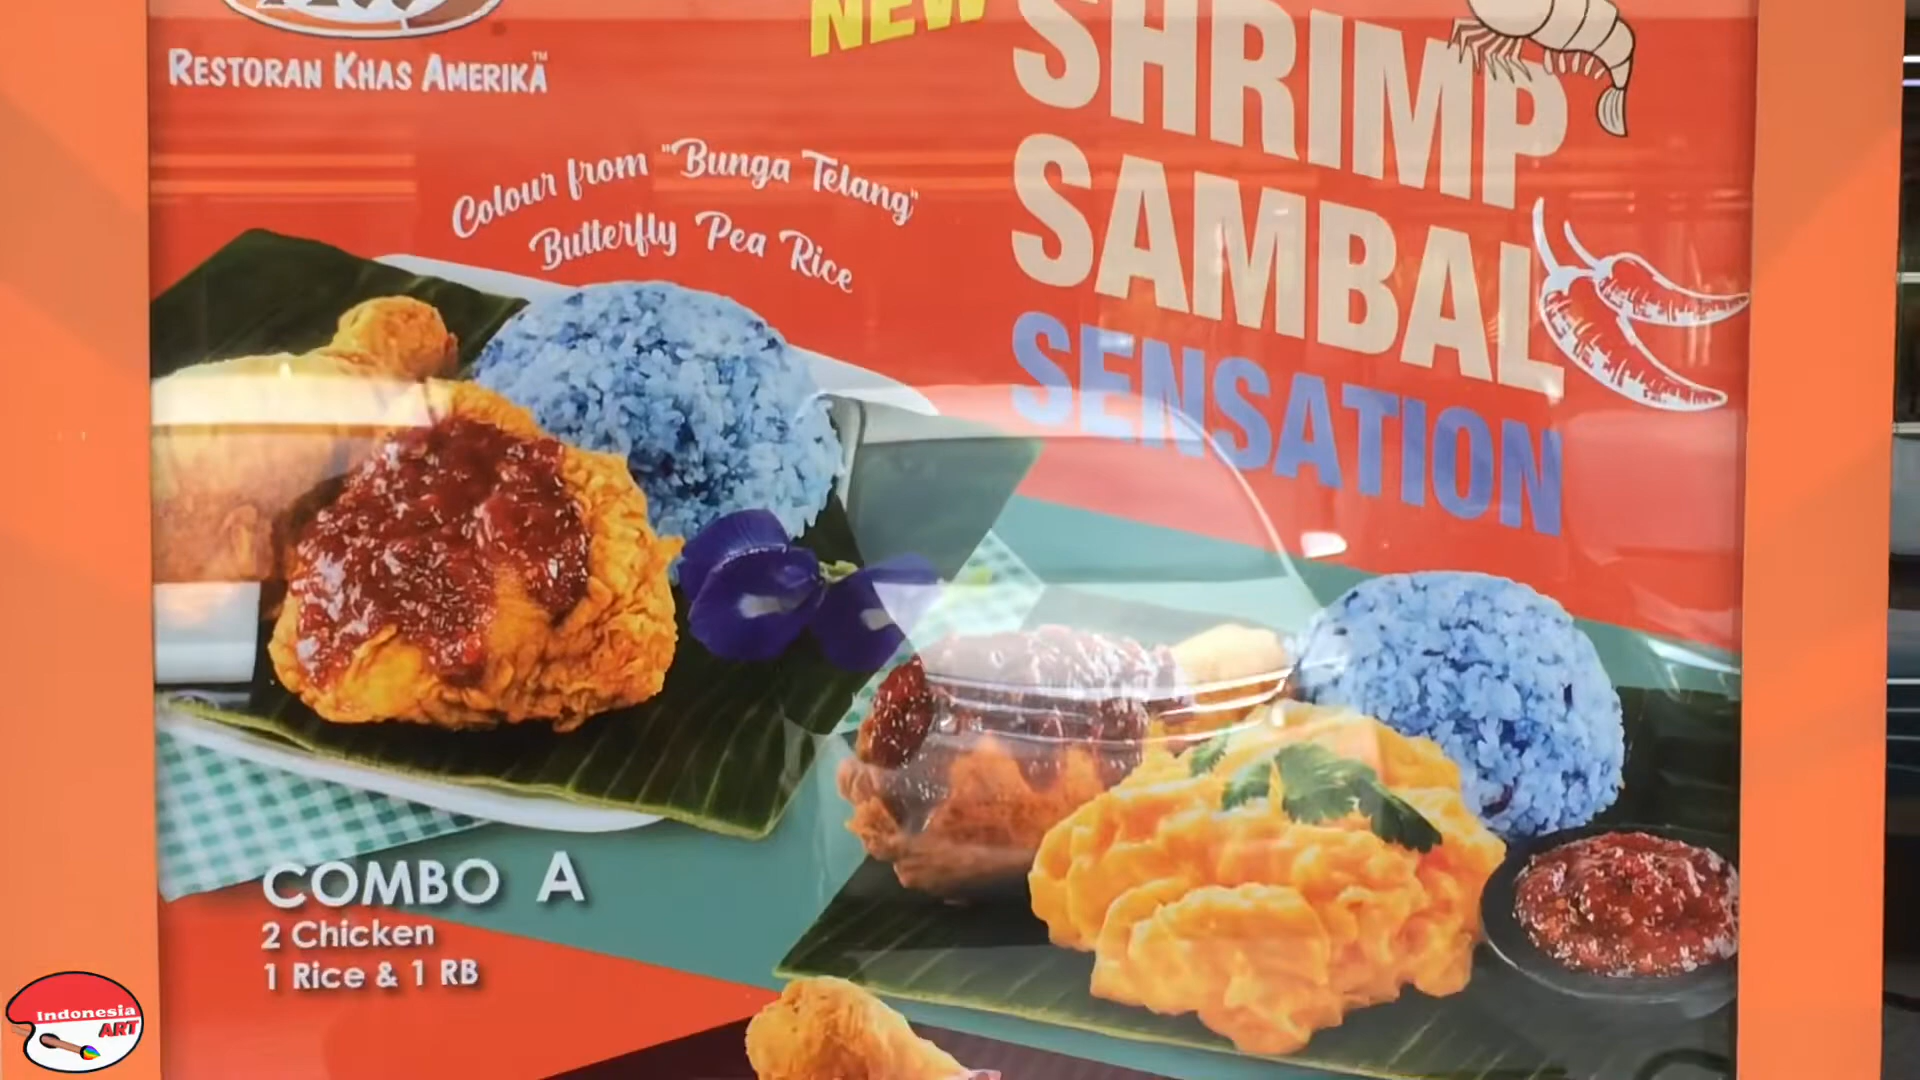 RESTORAN KHAS AMERIKA™
NEW
SHRIMP
SAMBAL
SENSATION
Colour from "Bunga Telang"
Butterfly Pea Rice
COMBO A
2 Chicken
1 Rice & 1 RB
Indonesia
ART